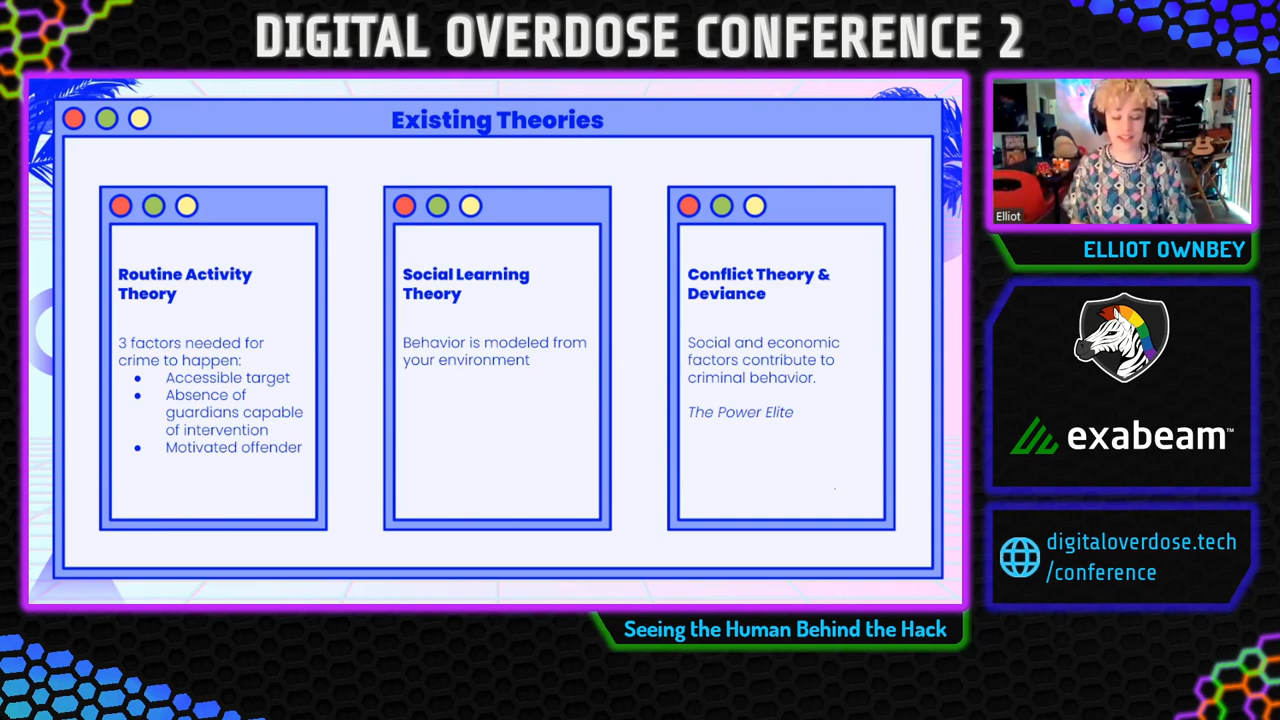 DIGITAL OVERDOSE CONFERENCE 2
Existing Theories
Routine Activity
Theory
3 factors needed for
crime to happen:
● Accessible target
● Absence of
guardians capable
of intervention
● Motivated offender
Social Learning
Theory
Behavior is modeled from
your environment
Conflict Theory &
Deviance
Social and economic
factors contribute to
criminal behavior.
The Power Elite
Elliot
ELLIOT OWNBEY
exabeam™
digitaloverdose.tech
/conference
Seeing the Human Behind the Hack